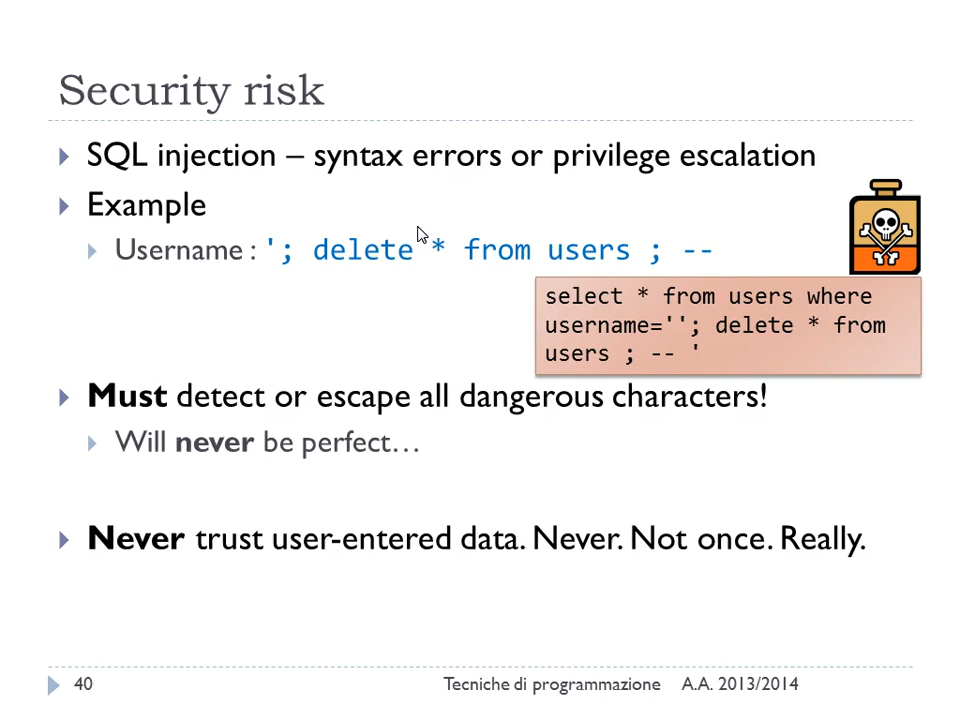 Security risk
SQL injection – syntax errors or privilege escalation
Example
Username : '; delete * from users ; --
select * from users where
username=''; delete * from
users ; -- '
Must detect or escape all dangerous characters!
Will never be perfect…
Never trust user-entered data. Never. Not once. Really.
40 Tecniche di programmazione A.A. 2013/2014